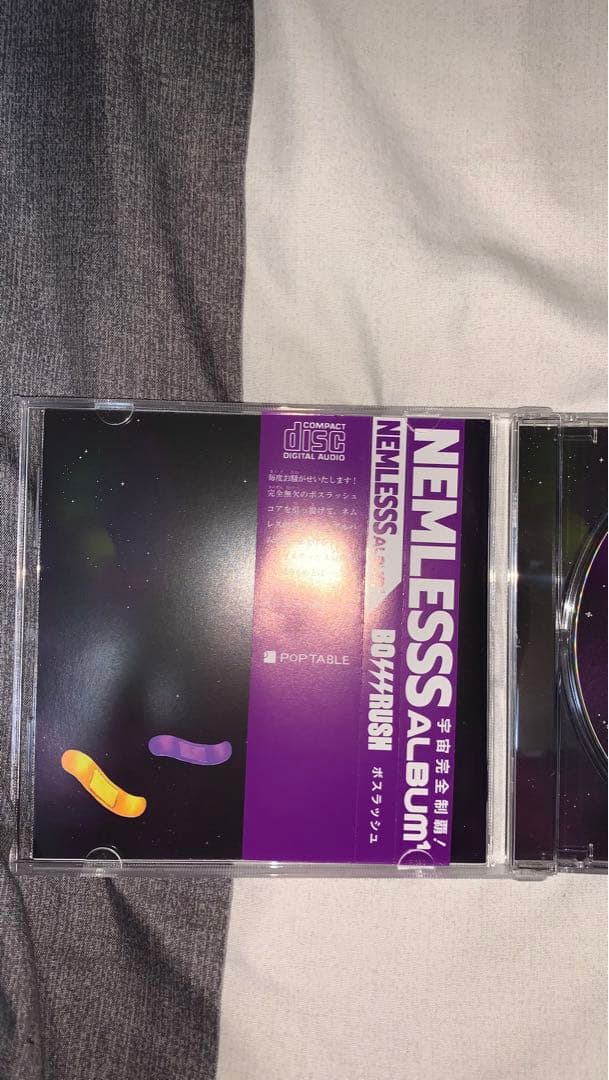 NEMLESSS ALBUM1
宇宙完全制覇!
NEMLESSS
BOSSSRUSH
ボスラッシュ
COMPACT
disc
DIGITAL AUDIO
毎度お騒がせいたします!
完全無欠のボスラッシュ
コアを引っ提げて、ネム
POPTABLE